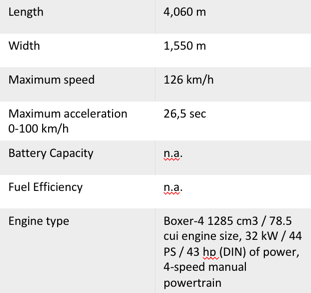 Length 4,060 m
Width 1,550 m
Maximum speed 126 km/h
Maximum acceleration 26,5 sec
0-100 km/h
Battery Capacity n.a.
Fuel Efficiency n.a.
Engine type Boxer-4 1285 cm3 / 78.5
cui engine size, 32 kW / 44
PS / 43 hp (DIN) of power,
4-speed manual
powertrain